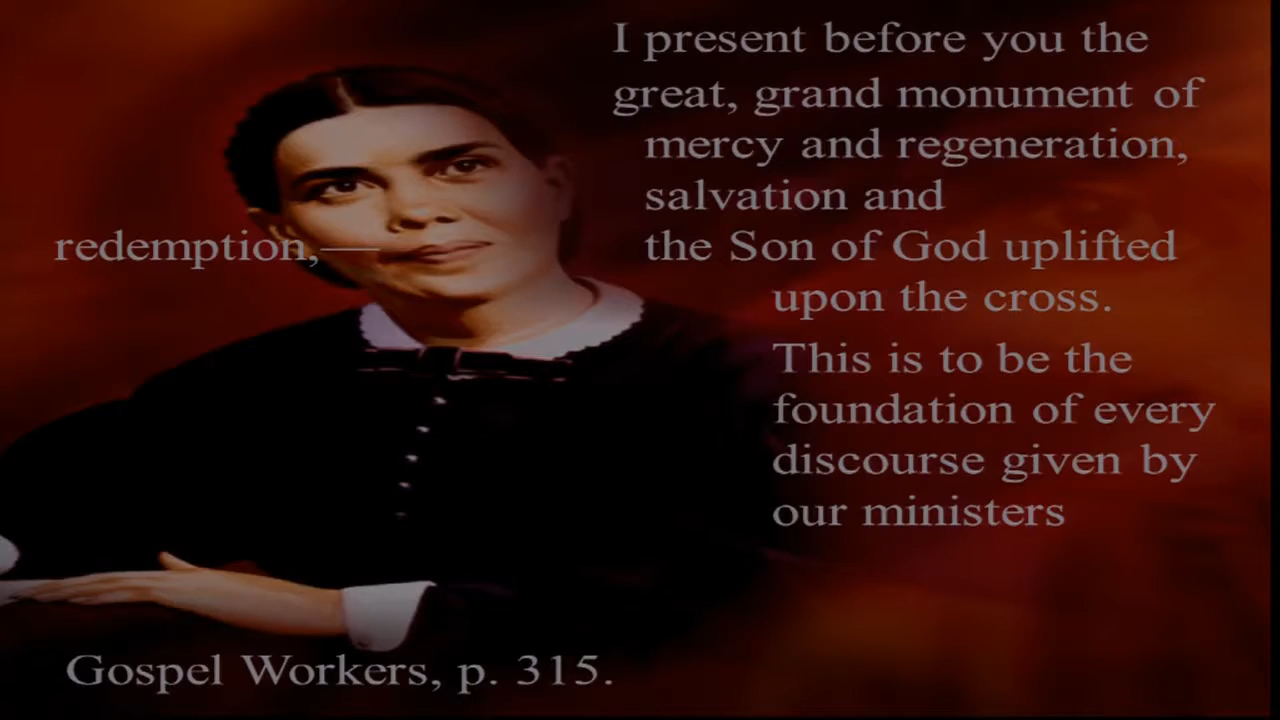 I present before you the
great, grand monument of
mercy and regeneration,
salvation and
redemption,— the Son of God uplifted
upon the cross.
This is to be the
foundation of every
discourse given by
our ministers
Gospel Workers, p. 315.